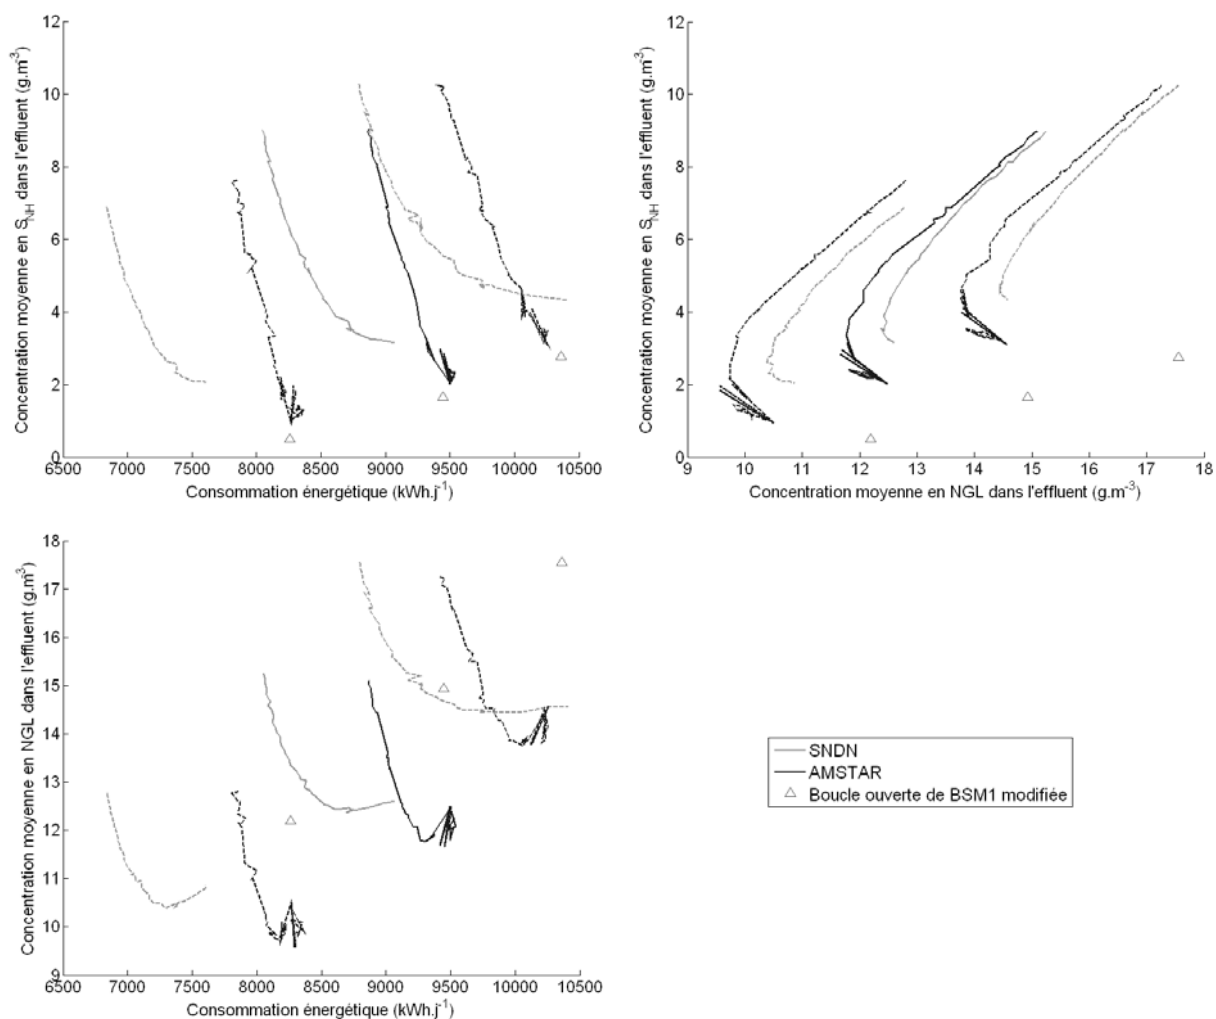 12
10
8
6
4
2
0
Concentration moyenne en S_NH dans l'effluent (g.m-3)
6500 7000 7500 8000 8500 9000 9500 10000 10500
Consommation énergétique (kWh.j-1)
12
10
8
6
4
2
0
Concentration moyenne en S_NH dans l'effluent (g.m-3)
9 10 11 12 13 14 15 16 17 18
Concentration moyenne en NGL dans l'effluent (g.m-3)
18
17
16
15
14
13
12
11
10
9
Concentration moyenne en NGL dans l'effluent (g.m3)
6500 7000 7500 8000 8500 9000 9500 10000 10500
Consommation énergétique (kWh.j-1)
SNDN
AMSTAR
Boucle ouverte de BSM1 modifiée